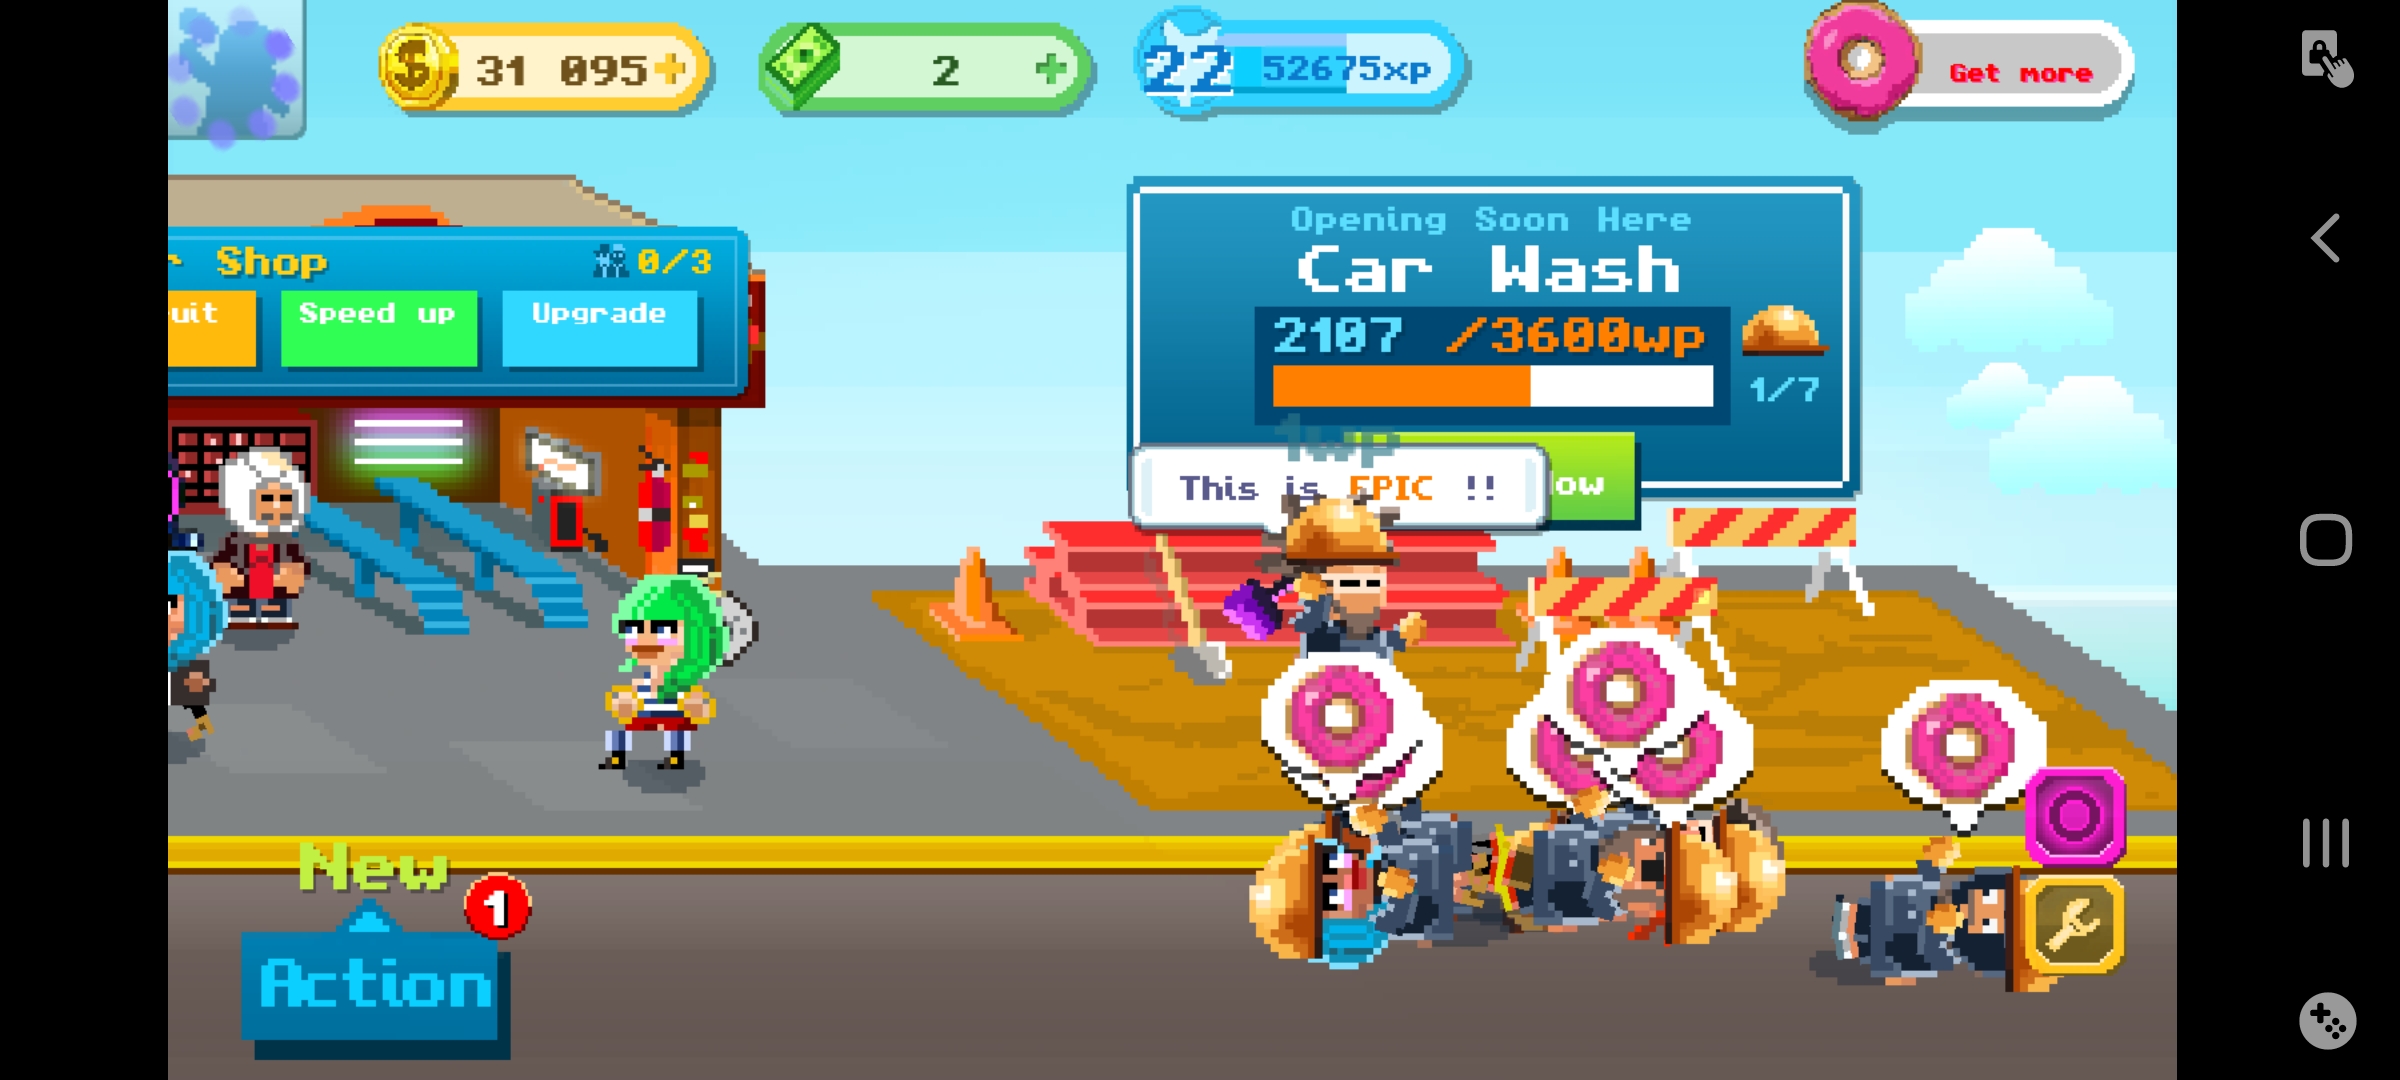 31 095
2
22
52675xp
Get more
Shop
0/3
uit
Speed up
Upgrade
Opening Soon Here
Car Wash
2107 /3600wp
1/7
1wp
This is EPIC !!
ow
New
1
Action